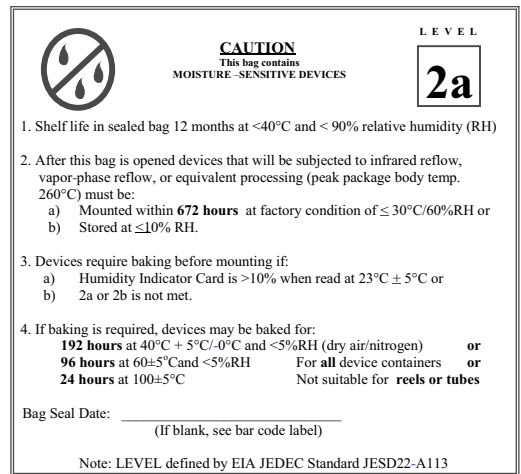 LEVEL
CAUTION
This bag contains
MOISTURE –SENSITIVE DEVICES
2a
1. Shelf life in sealed bag 12 months at <40°C and < 90% relative humidity (RH)
2. After this bag is opened devices that will be subjected to infrared reflow,
vapor-phase reflow, or equivalent processing (peak package body temp.
260°C) must be:
a) Mounted within 672 hours at factory condition of ≤ 30°C/60%RH or
b) Stored at ≤10% RH.
3. Devices require baking before mounting if:
a) Humidity Indicator Card is >10% when read at 23°C ± 5°C or
b) 2a or 2b is not met.
4. If baking is required, devices may be baked for:
192 hours at 40°C + 5°C/-0°C and <5%RH (dry air/nitrogen) or
96 hours at 60±5°Cand <5%RH For all device containers or
24 hours at 100±5°C Not suitable for reels or tubes
Bag Seal Date: ______________________________
(If blank, see bar code label)
Note: LEVEL defined by EIA JEDEC Standard JESD22-A113